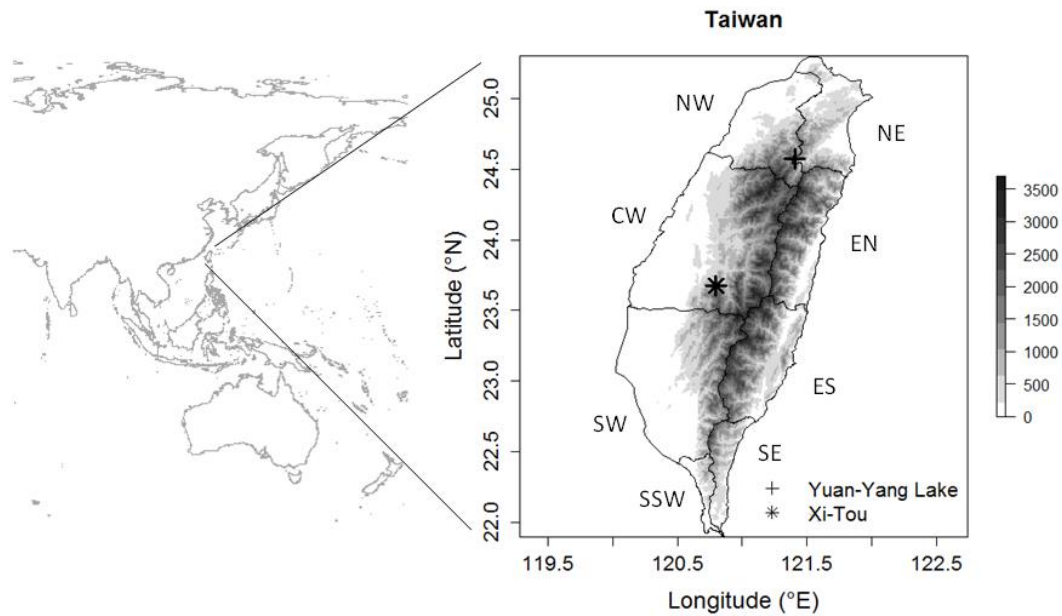 Taiwan
NW
NE
CW
EN
SW
ES
SE
SSW
Yuan-Yang Lake
Xi-Tou
Latitude (°N)
25.0
24.5
24.0
23.5
23.0
22.5
22.0
119.5
120.5
121.5
122.5
Longitude (°E)
3500
3000
2500
2000
1500
1000
500
0